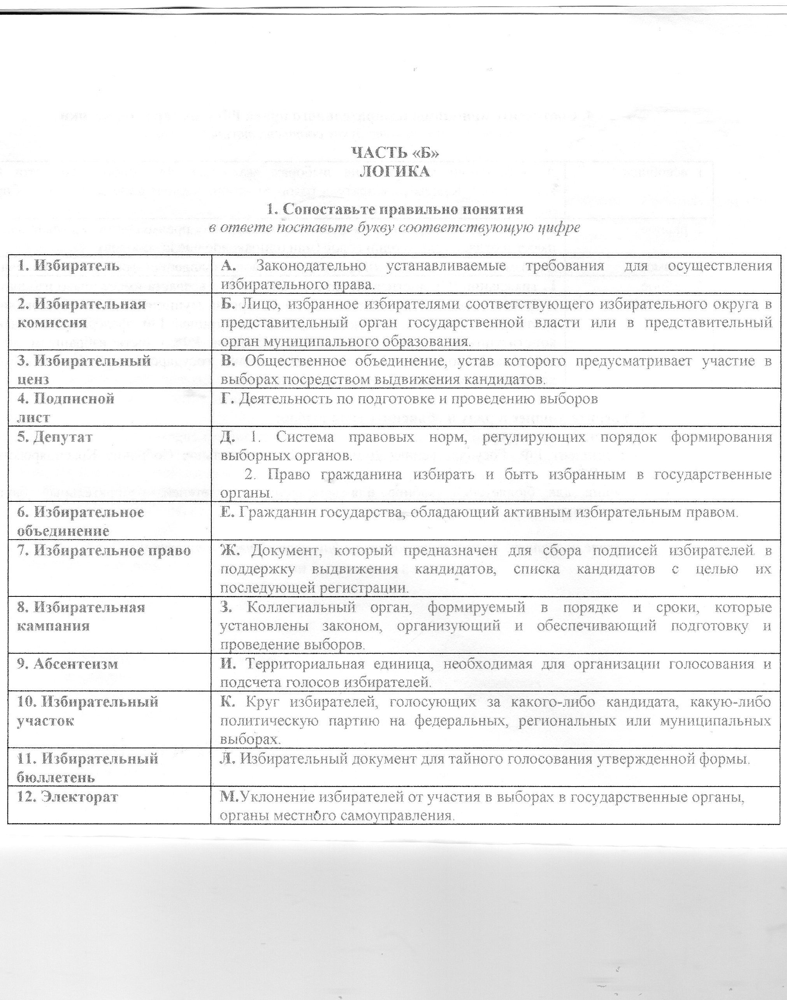 ЧАСТЬ «Б»
ЛОГИКА
1. Сопоставьте правильно понятия
в ответе поставьте букву соответствующую цифре
1. Избиратель
А. Законодательно устанавливаемые требования для осуществления
избирательного права.
2. Избирательная
комиссия
Б. Лицо, избранное избирателями соответствующего избирательного округа в
представительный орган государственной власти или в представительный
орган муниципального образования.
3. Избирательный
ценз
В. Общественное объединение, устав которого предусматривает участие в
выборах посредством выдвижения кандидатов.
4. Подписной
лист
Г. Деятельность по подготовке и проведению выборов
5. Депутат
Д. 1. Система правовых норм, регулирующих порядок формирования
выборных органов.
2. Право гражданина избирать и быть избранным в государственные
органы.
6. Избирательное
объединение
Е. Гражданин государства, обладающий активным избирательным правом.
7. Избирательное право
Ж. Документ, который предназначен для сбора подписей избирателей в
поддержку выдвижения кандидатов, списка кандидатов с целью их
последующей регистрации.
8. Избирательная
кампания
З. Коллегиальный орган, формируемый в порядке и сроки, которые
установлены законом, организующий и обеспечивающий подготовку и
проведение выборов.
9. Абсентеизм
И. Территориальная единица, необходимая для организации голосования и
подсчета голосов избирателей.
10. Избирательный
участок
К. Круг избирателей, голосующих за какого-либо кандидата, какую-либо
политическую партию на федеральных, региональных или муниципальных
выборах.
11. Избирательный
бюллетень
Л. Избирательный документ для тайного голосования утвержденной формы.
12. Электорат
М.Уклонение избирателей от участия в выборах в государственные органы,
органы местного самоуправления.